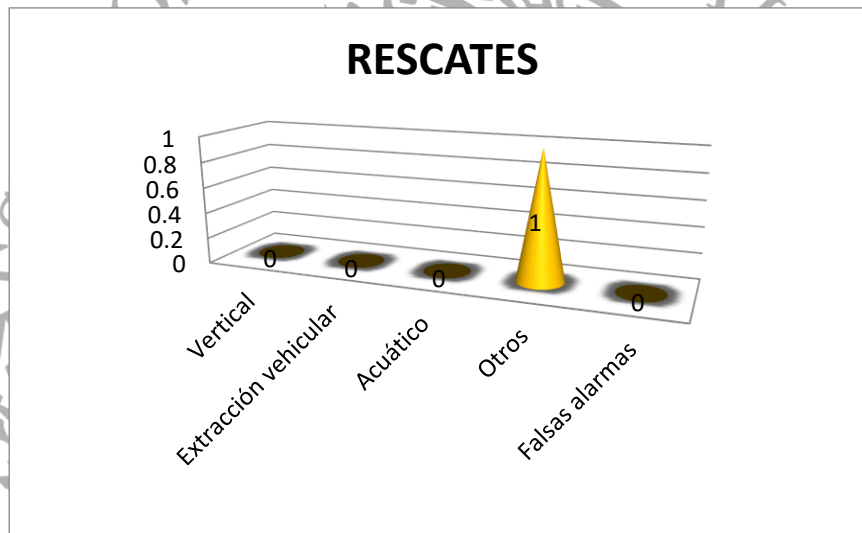 RESCATES
1
0.8
0.6
0.4
0.2
0
0
0
0
1
0
Vertical
Extracción vehicular
Acuático
Otros
Falsas alarmas